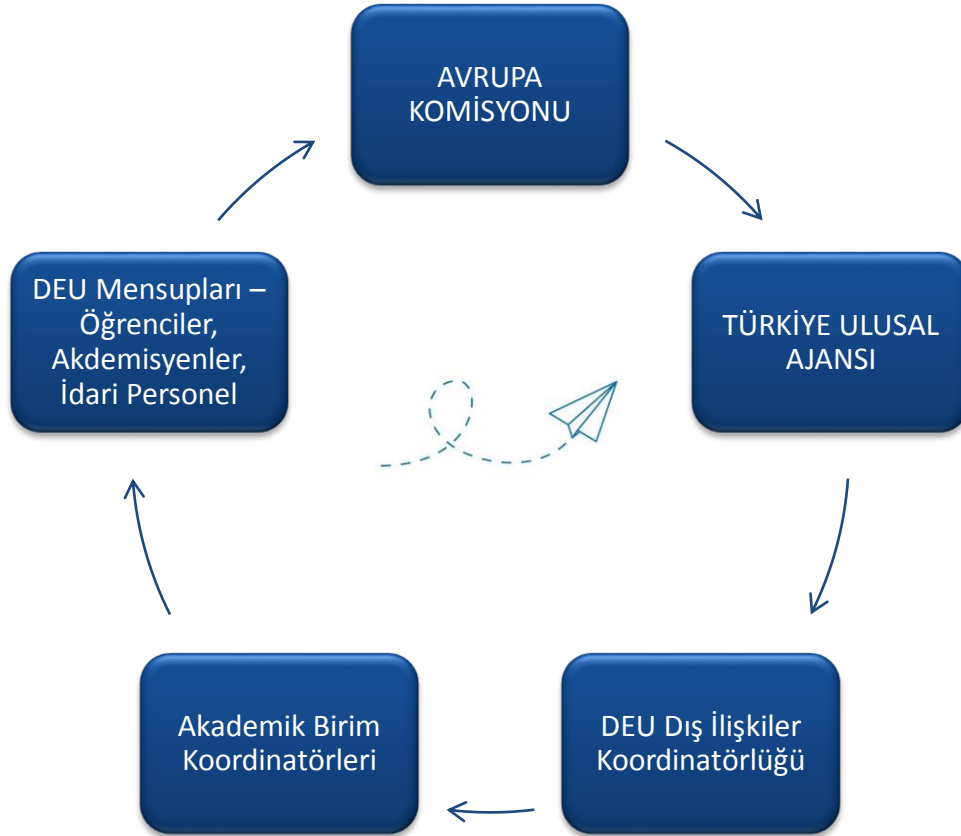 AVRUPA
KOMİSYONU
TÜRKİYE ULUSAL
AJANSI
DEU Dış İlişkiler
Koordinatörlüğü
Akademik Birim
Koordinatörleri
DEU Mensupları –
Öğrenciler,
Akdemisyenler,
İdari Personel